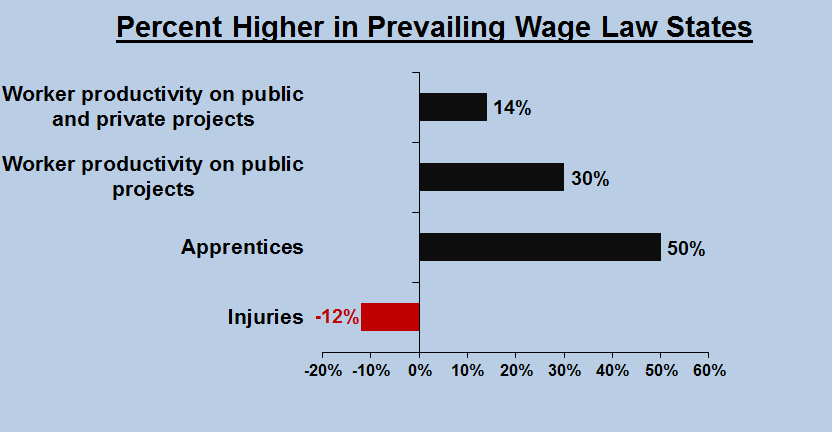 Percent Higher in Prevailing Wage Law States
Worker productivity on public
and private projects
14%
Worker productivity on public
projects
30%
Apprentices
50%
Injuries
-12%
-20% -10% 0% 10% 20% 30% 40% 50% 60%